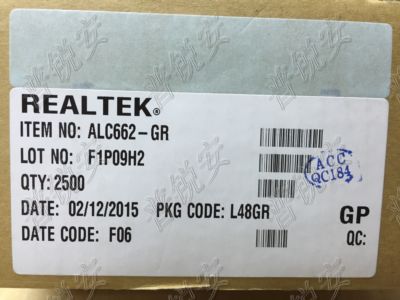 REALTEK®
ITEM NO: ALC662-GR
LOT NO: F1P09H2
QTY: 2500
ACC
QC184
DATE: 02/12/2015 PKG CODE: L48GR
GP
DATE CODE: F06
QC: